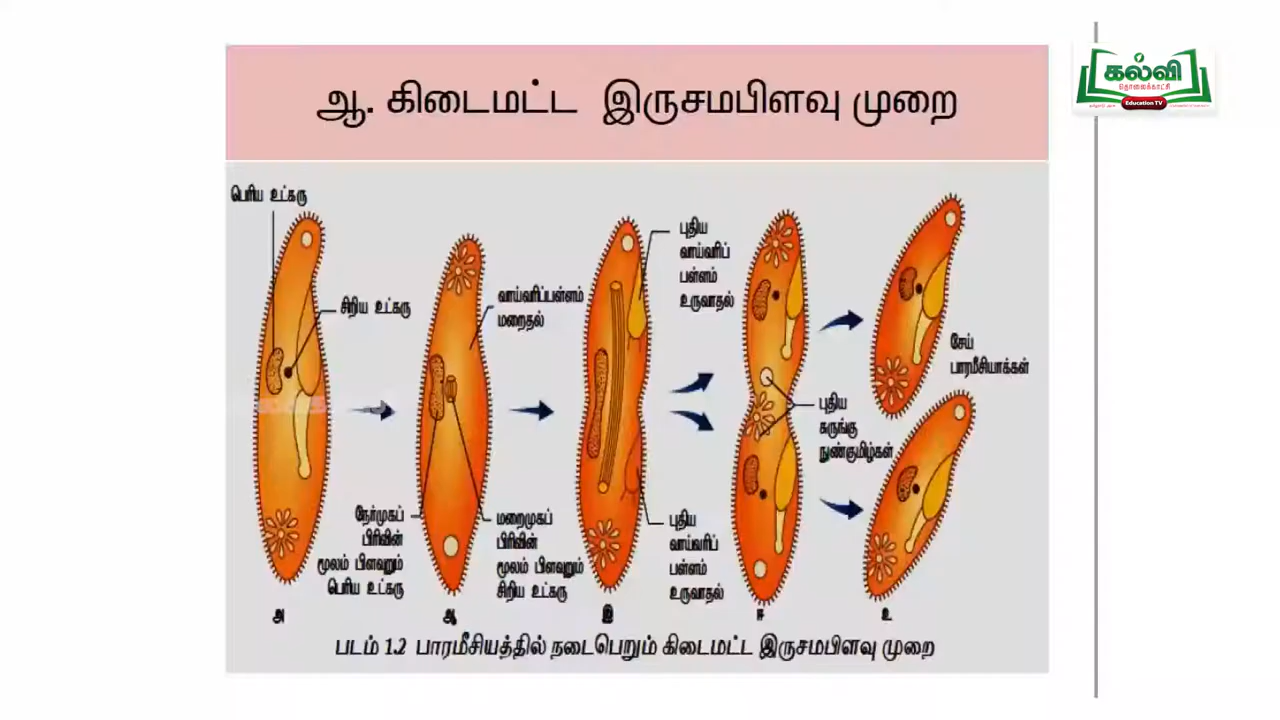 ஆ. கிடைமட்ட இருசமபிளவு முறை
கல்வி
தொலைக்காட்சி
Education TV
பெரிய உட்கரு
சிறிய உட்கரு
வாய்வரிப்பள்ளம்
மறைதல்
புதிய
வாய்வரிப்
பள்ளம்
உருவாதல்
சேய்
பாரமீசியாக்கள்
புதிய
சுருங்கு
நுண்குமிழ்கள்
நேர்முகப்
பிரிவின்
மூலம் பிளவுறும்
பெரிய உட்கரு
மறைமுகப்
பிரிவின்
மூலம் பிளவுறும்
சிறிய உட்கரு
புதிய
வாய்வரிப்
பள்ளம்
உருவாதல்
அ ஆ இ ஈ உ
படம் 1.2 பாரமீசியத்தில் நடைபெறும் கிடைமட்ட இருசமபிளவு முறை